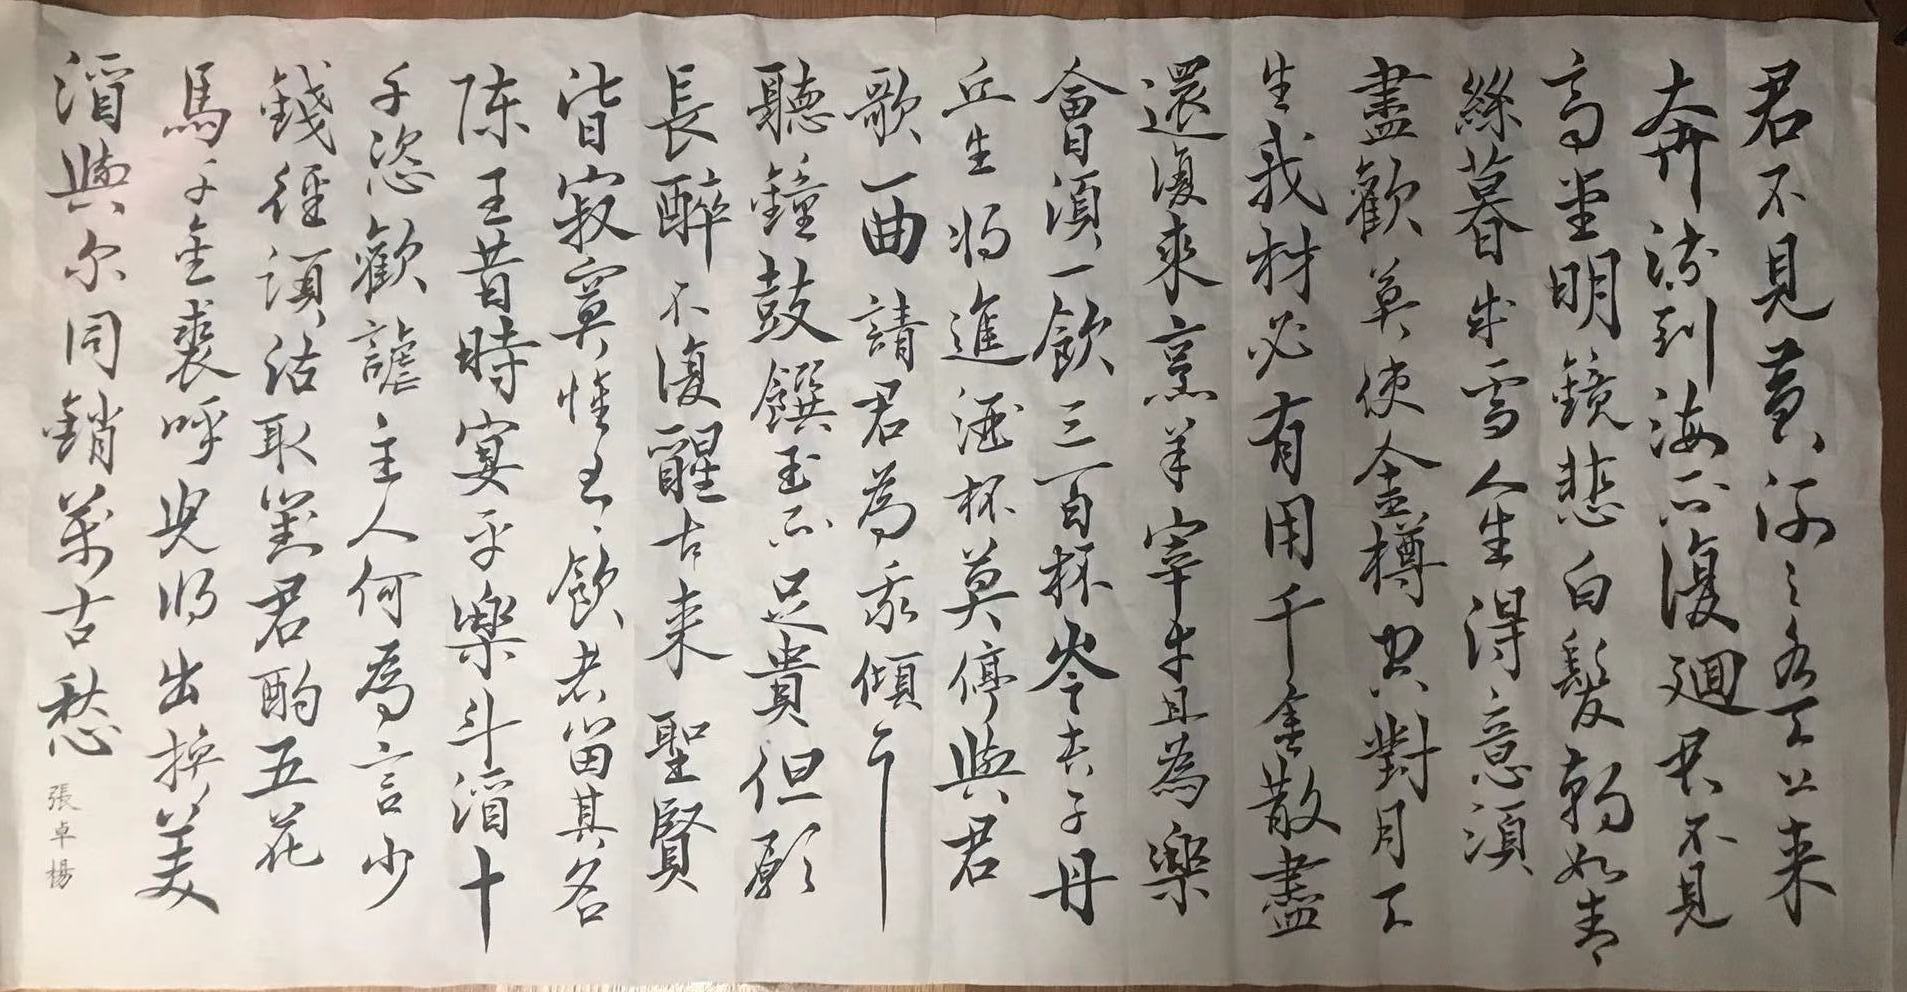 君不見黃河之水天上来
奔流到海不復迴君不見
高堂明鏡悲白髮朝如青
絲暮成雪人生得意須
盡歡莫使金樽空對月天
生我材必有用千金散盡
還復來烹羊宰牛且為樂
會須一飲三百杯岑夫子丹
丘生將進酒杯莫停與君
歌一曲請君為我傾耳
聽鐘鼓饌玉不足貴但願
長醉不復醒古来聖賢
皆寂寞惟有飲者留其名
陳王昔時宴平樂斗酒十
千恣歡謔主人何為言少
錢徑須沽取對君酌五花
馬千金裘呼兒將出換美
酒與尔同銷萬古愁
張卓楊